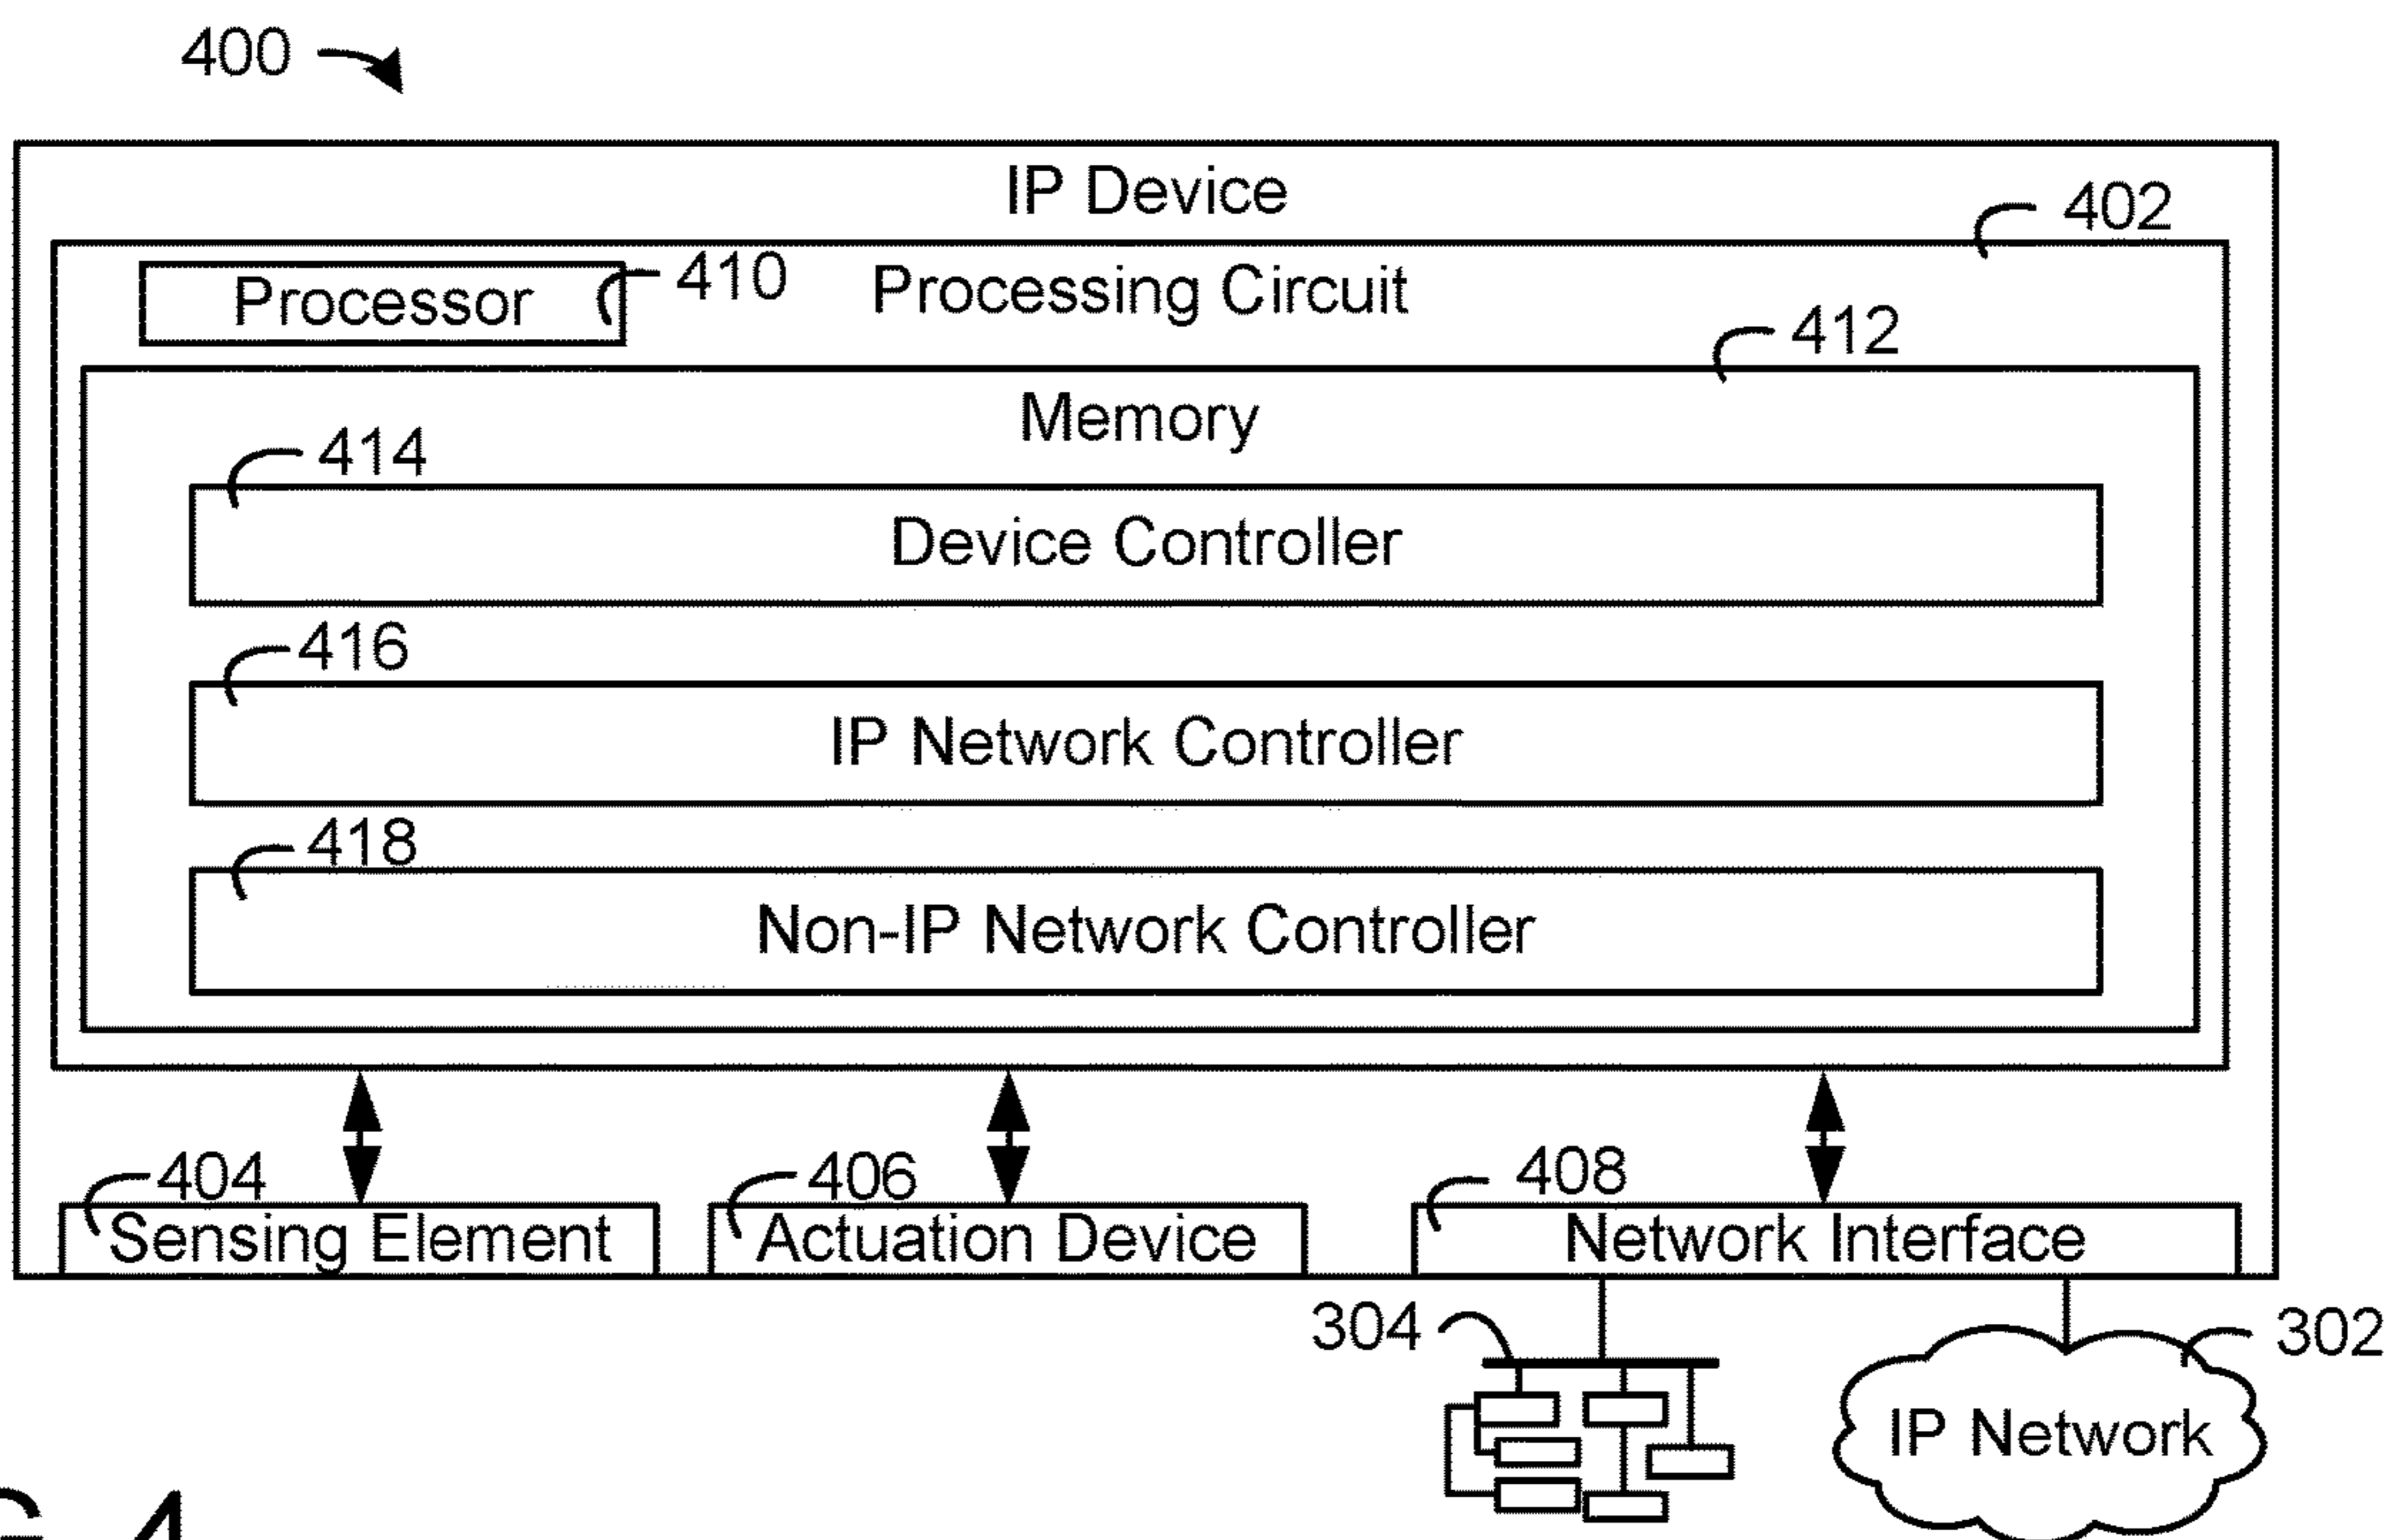 400
IP Device
402
Processor
410
Processing Circuit
412
Memory
414
Device Controller
416
IP Network Controller
418
Non-IP Network Controller
404
Sensing Element
406
Actuation Device
408
Network Interface
304
302
IP Network